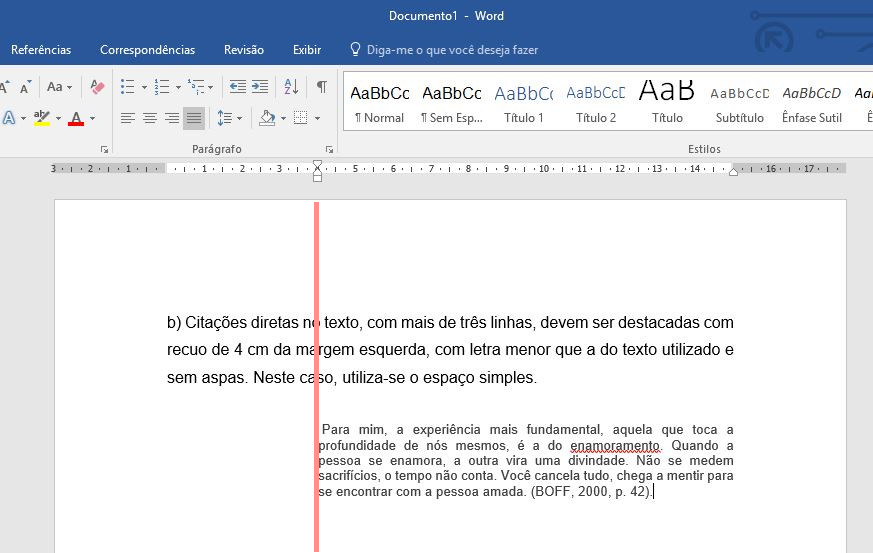 Documento1 - Word
Referências Correspondências Revisão Exibir Diga-me o que você deseja fazer
A A Aa A
A Z ¶
A ab A
AaBbCc AaBbCc AaBbC AaBbCcE AaB AaBbCcD AaBbCcD Aa
¶ Normal ¶ Sem Esp... Título 1 Título 2 Título Subtítulo Ênfase Sutil Ê
Parágrafo Estilos
3 2 1 1 2 3 5 6 7 8 9 10 11 12 13 14 16 17
b) Citações diretas no texto, com mais de três linhas, devem ser destacadas com
recuo de 4 cm da margem esquerda, com letra menor que a do texto utilizado e
sem aspas. Neste caso, utiliza-se o espaço simples.
Para mim, a experiência mais fundamental, aquela que toca a
profundidade de nós mesmos, é a do enamoramento. Quando a
pessoa se enamora, a outra vira uma divindade. Não se medem
sacrifícios, o tempo não conta. Você cancela tudo, chega a mentir para
se encontrar com a pessoa amada. (BOFF, 2000, p. 42).